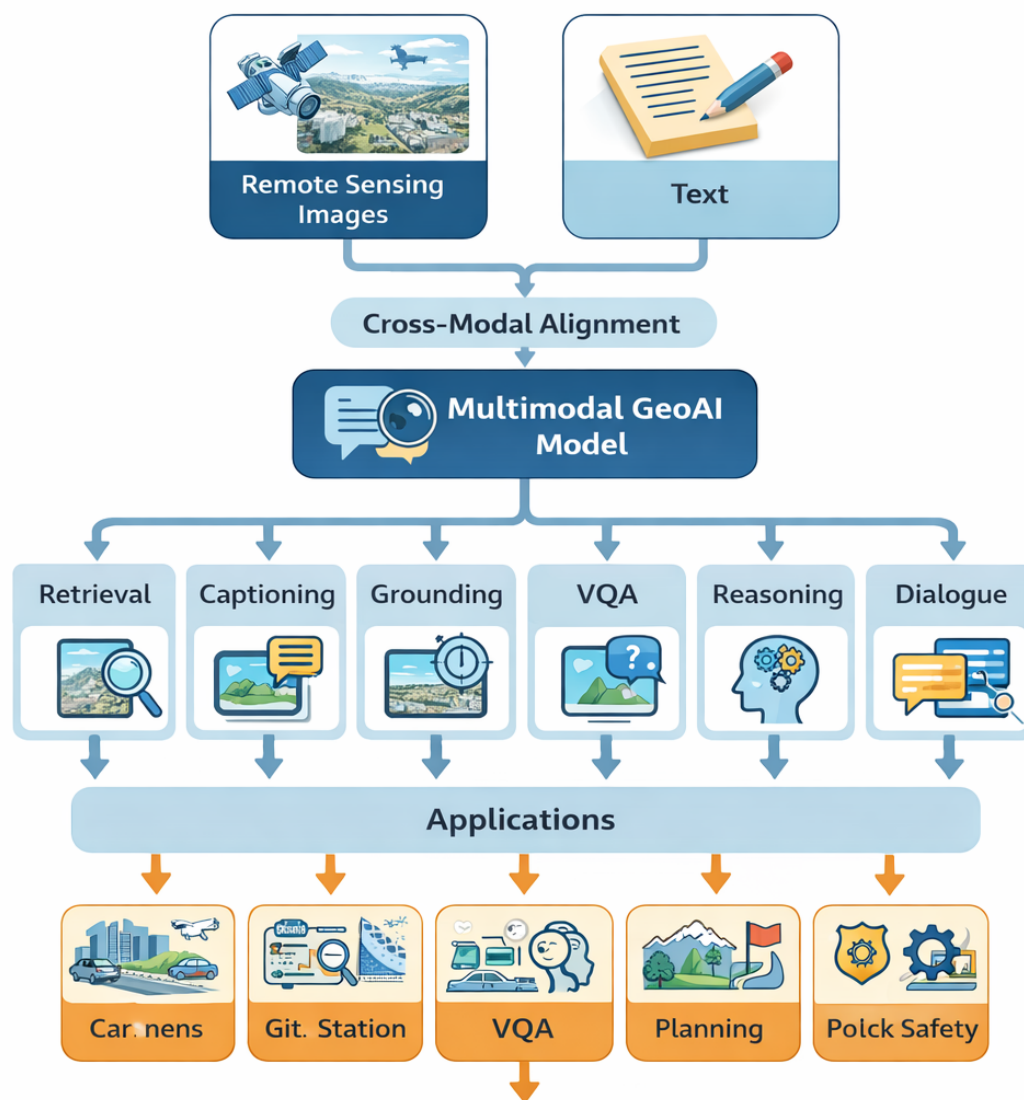 Remote Sensing
Images
Text
Cross-Modal Alignment
Multimodal GeoAI
Model
Retrieval
Captioning
Grounding
VQA
Reasoning
Dialogue
?
Applications
Git. Station
VQA
Planning
Polck Safety